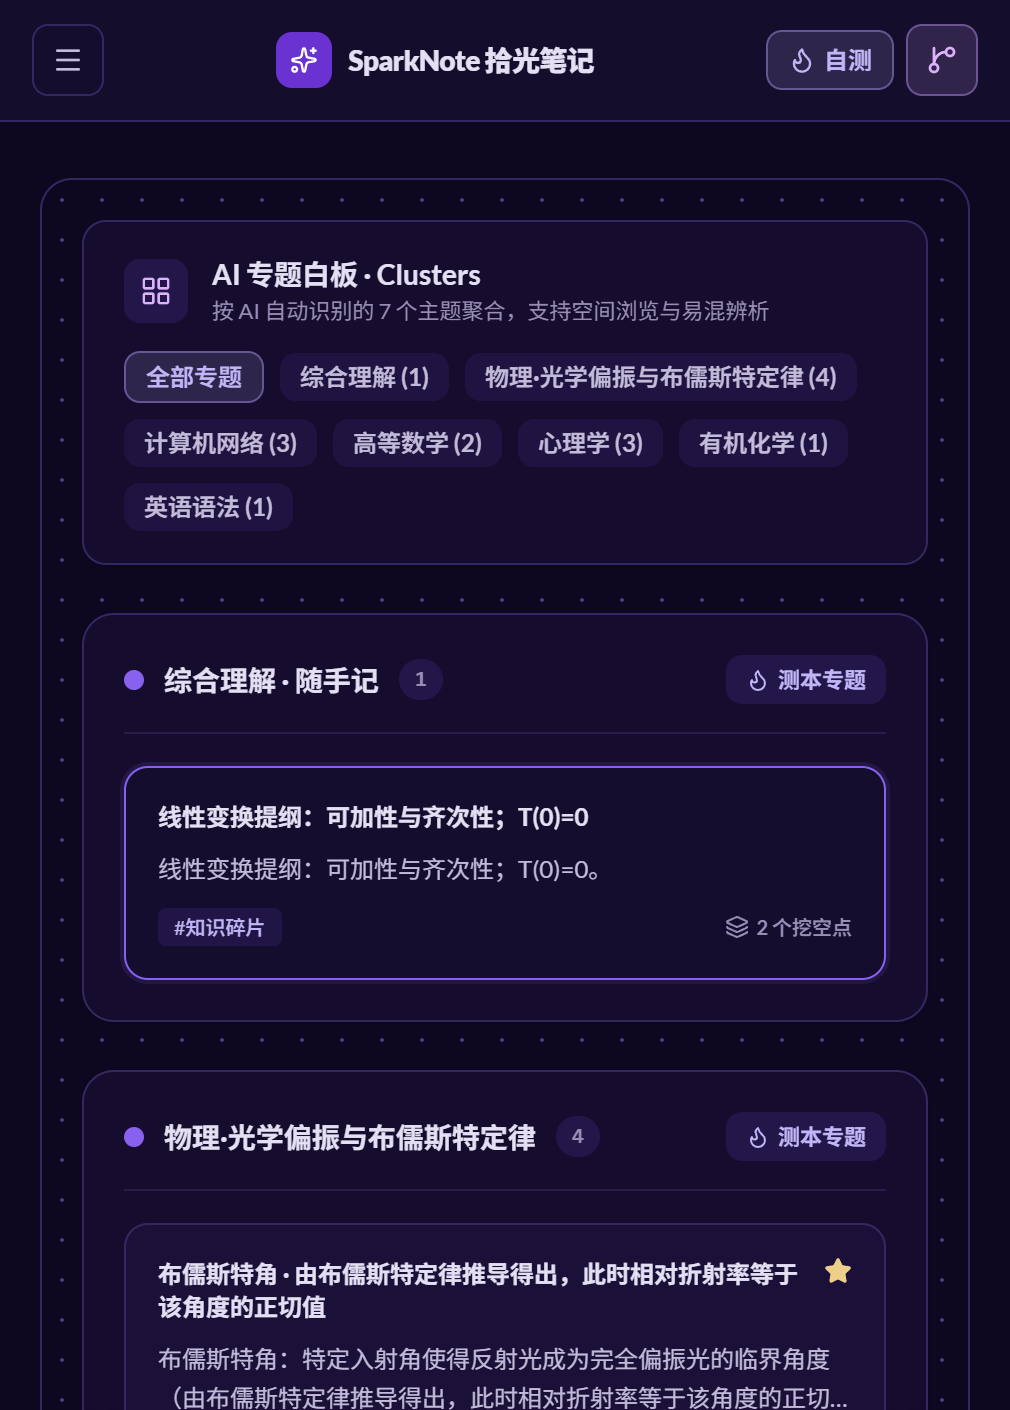 SparkNote 拾光笔记
自测
AI 专题白板 · Clusters
按 AI 自动识别的 7 个主题聚合，支持空间浏览与易混辨析
全部专题
综合理解 (1)
物理·光学偏振与布儒斯特定律 (4)
计算机网络 (3)
高等数学 (2)
心理学 (3)
有机化学 (1)
英语语法 (1)
综合理解 · 随手记
1
测本专题
线性变换提纲：可加性与齐次性；T(0)=0
线性变换提纲：可加性与齐次性；T(0)=0。
#知识碎片
2 个挖空点
物理·光学偏振与布儒斯特定律
4
测本专题
布儒斯特角 · 由布儒斯特定律推导得出，此时相对折射率等于
该角度的正切值
布儒斯特角：特定入射角使得反射光成为完全偏振光的临界角度
（由布儒斯特定律推导得出，此时相对折射率等于该角度的正切...